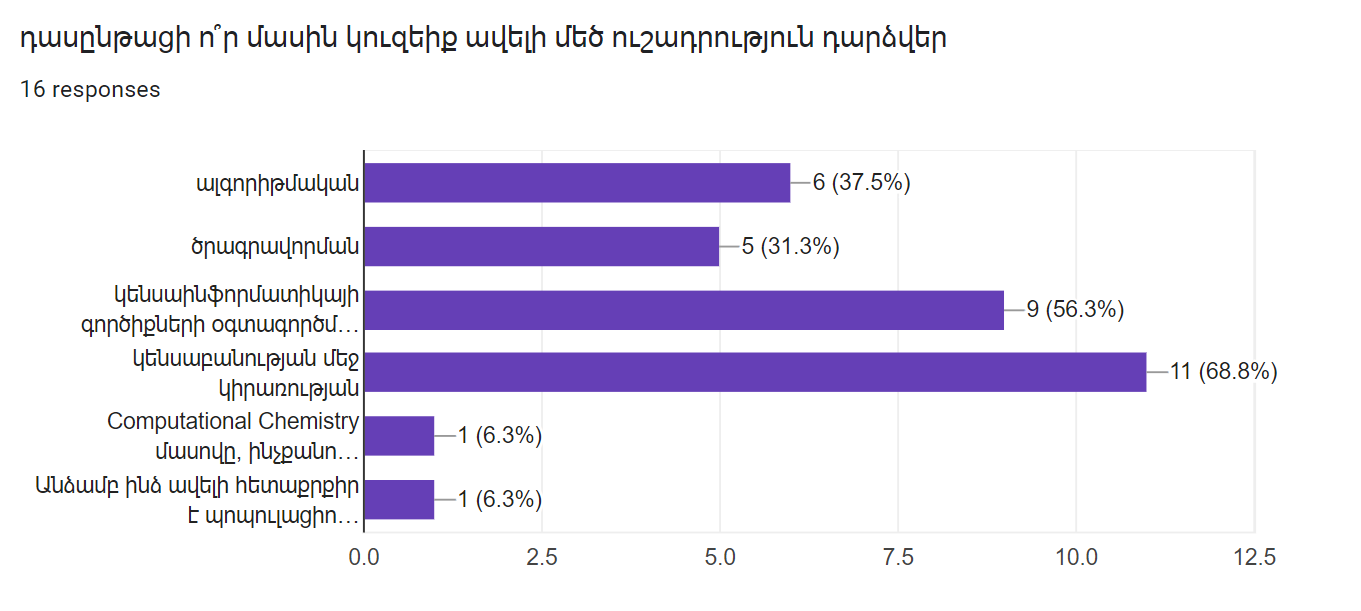 դասընթացի ո՞ր մասին կուզեիք ավելի մեծ ուշադրություն դարձվեր
16 responses
ալգորիթմական
6 (37.5%)
ծրագրավորման
5 (31.3%)
կենսաինֆորմատիկայի
գործիքների օգտագործմ…
9 (56.3%)
կենսաբանության մեջ
կիրառության
11 (68.8%)
Computational Chemistry
մասովը, ինչքանո…
1 (6.3%)
Անձամբ ինձ ավելի հետաքրքիր
է պոպուլացիո…
1 (6.3%)
0.0 2.5 5.0 7.5 10.0 12.5